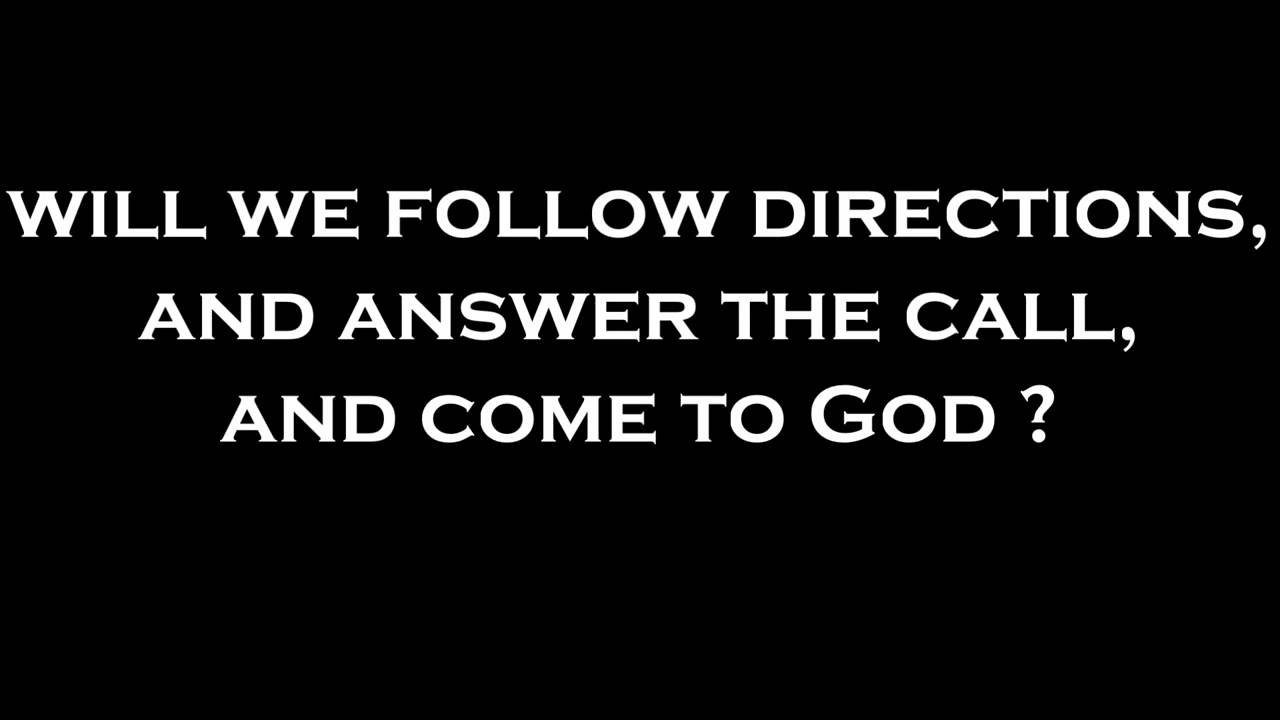 will we follow directions,
and answer the call,
and come to God ?